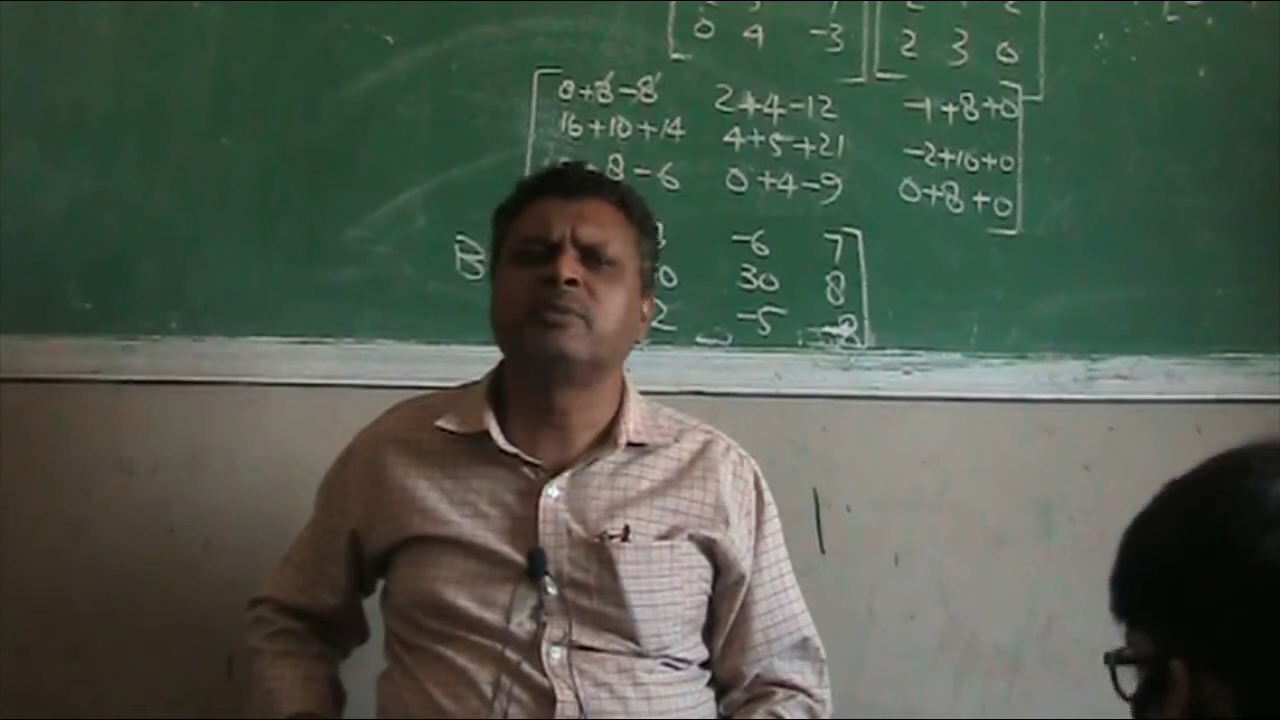 0 4 -3 2 3 0
0+8-8 2+4-12 -1+8+0
16+10+14 4+5+21 -2+10+0
+8-6 0+4-9 0+8+0
B -6 7
0 30 8
2 -5 8